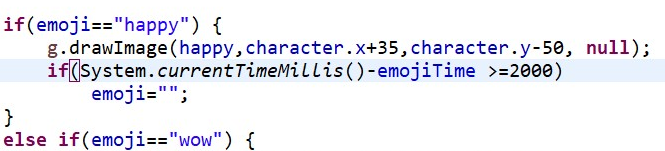 if(emoji=="happy") {
    g.drawImage(happy,character.x+35,character.y-50, null);
    if(System.currentTimeMillis()-emojiTime >=2000)
        emoji="";
}
else if(emoji=="wow") {